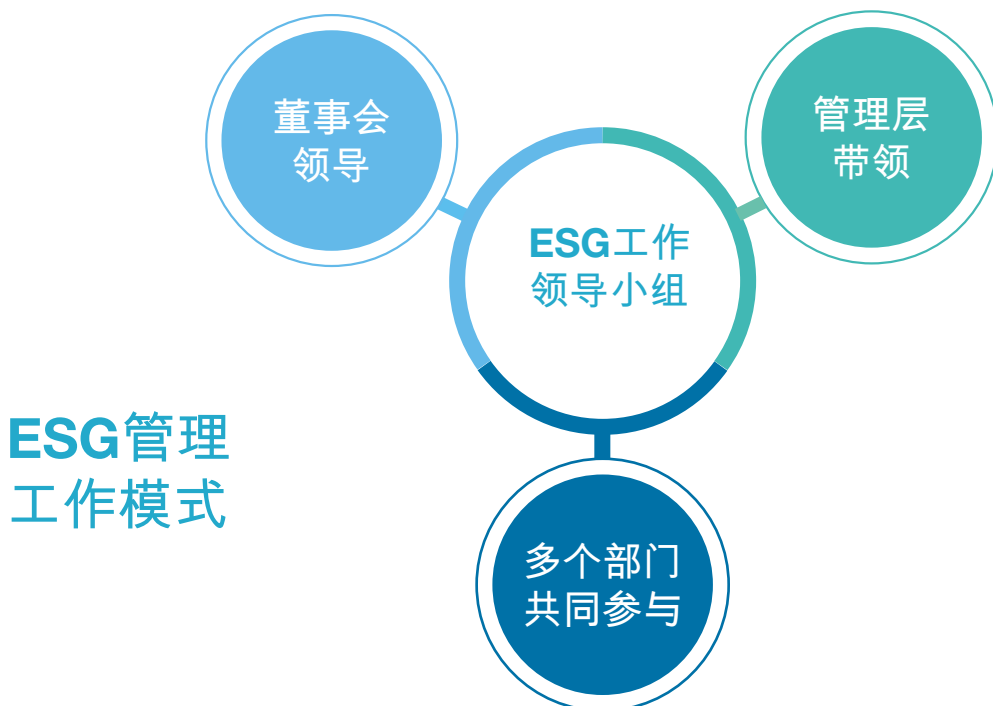 董事会
领导
管理层
带领
ESG工作
领导小组
ESG管理
工作模式
多个部门
共同参与